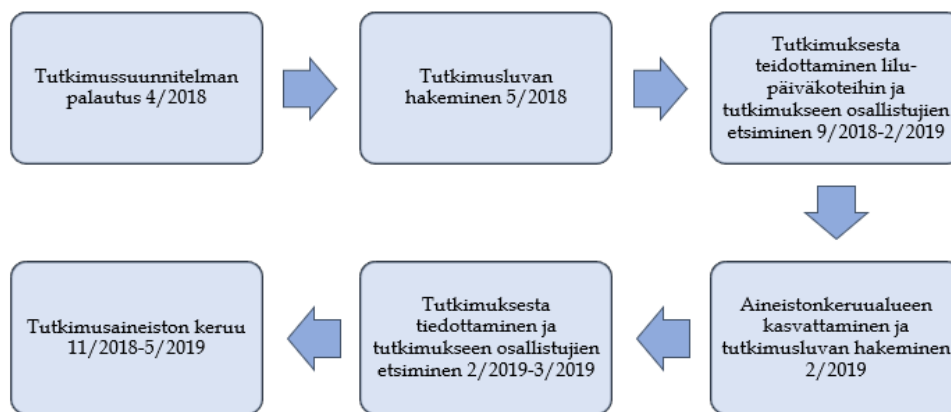 Tutkimussuunnitelman
palautus 4/2018
Tutkimusluvan
hakeminen 5/2018
Tutkimuksesta
teidottaminen lilu-
päiväkoteihin ja
tutkimukseen osallistujien
etsiminen 9/2018-2/2019
Aineistonkeruualueen
kasvattaminen ja
tutkimusluvan hakeminen
2/2019
Tutkimuksesta
tiedottaminen ja
tutkimukseen osallistujien
etsiminen 2/2019-3/2019
Tutkimusaineiston keruu
11/2018-5/2019